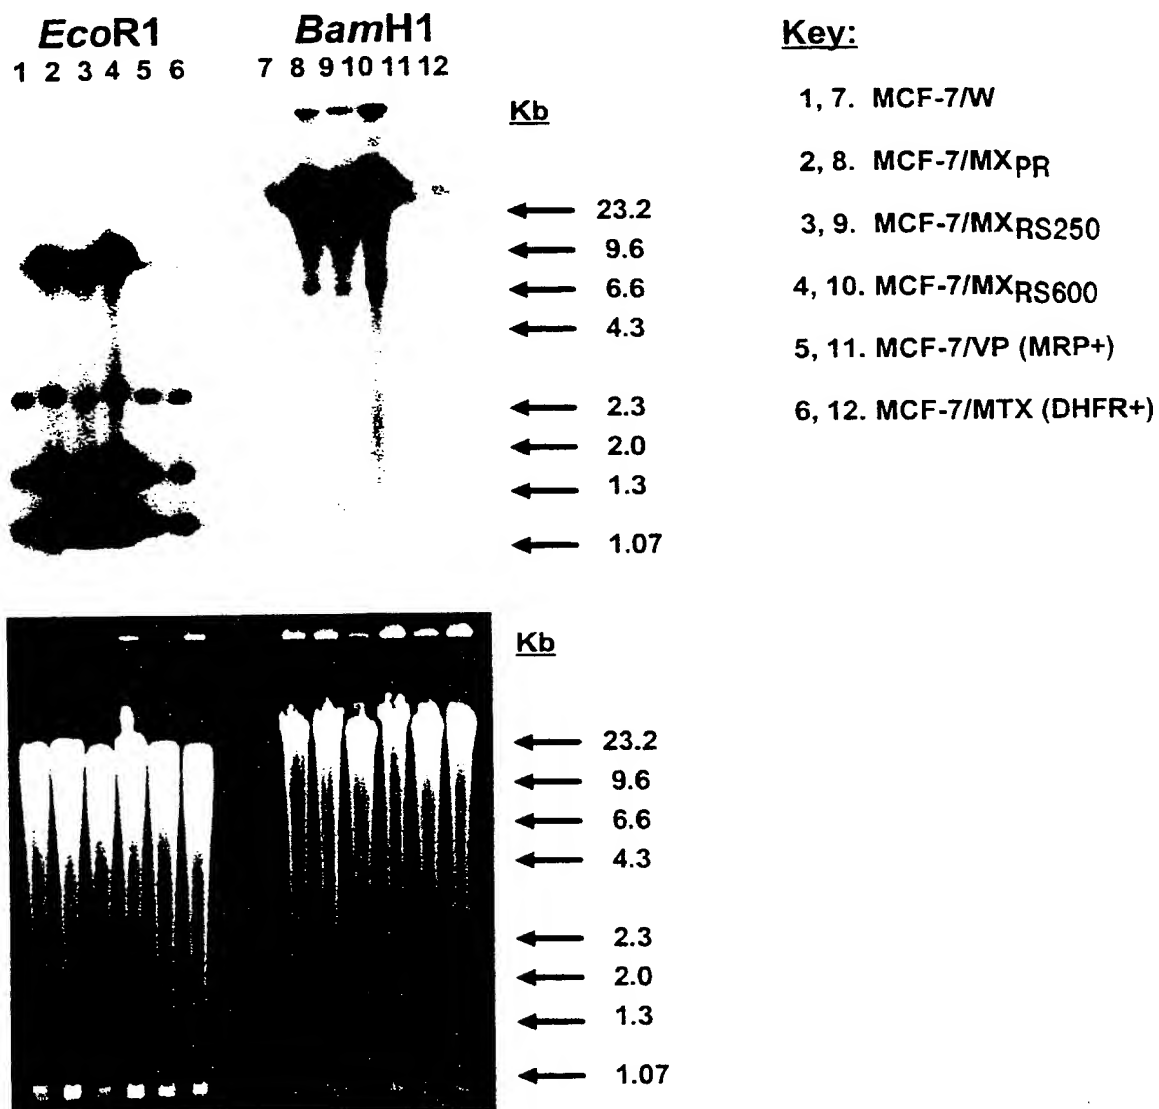 EcoR1
BamH1
1 2 3 4 5 6
7 8 9 10 11 12
Kb
23.2
9.6
6.6
4.3
2.3
2.0
1.3
1.07
Key:
1, 7. MCF-7/W
2, 8. MCF-7/MXPR
3, 9. MCF-7/MXRS250
4, 10. MCF-7/MXRS600
5, 11. MCF-7/VP (MRP+)
6, 12. MCF-7/MTX (DHFR+)
Kb
23.2
9.6
6.6
4.3
2.3
2.0
1.3
1.07